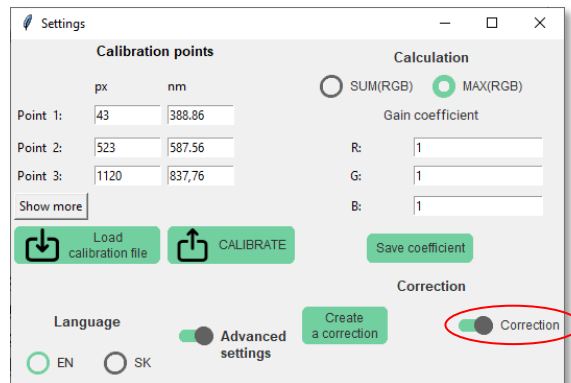 Settings
Calibration points
px nm
Point 1: 43 388.86
Point 2: 523 587.56
Point 3: 1120 837,76
Show more
Load
calibration file
CALIBRATE
Calculation
SUM(RGB) MAX(RGB)
Gain coefficient
R: 1
G: 1
B: 1
Save coefficient
Correction
Create
a correction
Correction
Language
EN SK
Advanced
settings